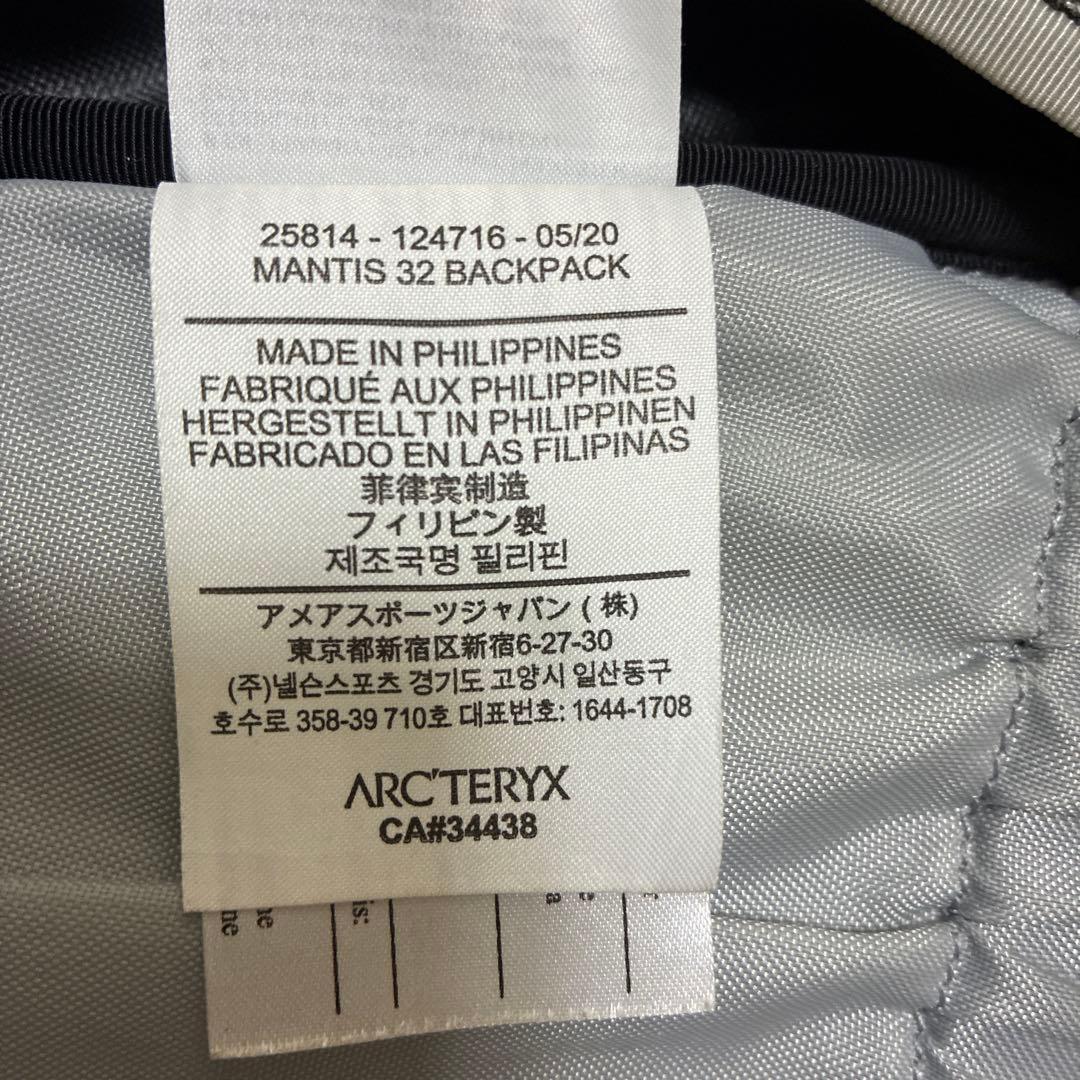 25814 - 124716 - 05/20
MANTIS 32 BACKPACK
MADE IN PHILIPPINES
FABRIQUÉ AUX PHILIPPINES
HERGESTELLT IN PHILIPPINEN
FABRICADO EN LAS FILIPINAS
菲律宾制造
フィリピン製
제조국명 필리핀
アメアスポーツジャパン ( 株)
東京都新宿区新宿6-27-30
(주)넬슨스포츠 경기도 고양시 일산동구
호수로 358-39 710호 대표번호: 1644-1708
ARC'TERYX
CA#34438